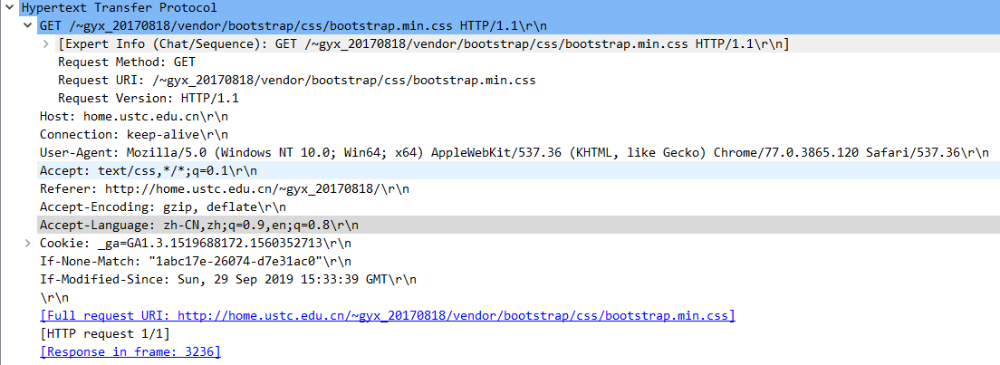 Hypertext Transfer Protocol
GET /~gyx_20170818/vendor/bootstrap/css/bootstrap.min.css HTTP/1.1\r\n
[Expert Info (Chat/Sequence): GET /~gyx_20170818/vendor/bootstrap/css/bootstrap.min.css HTTP/1.1\r\n]
Request Method: GET
Request URI: /~gyx_20170818/vendor/bootstrap/css/bootstrap.min.css
Request Version: HTTP/1.1
Host: home.ustc.edu.cn\r\n
Connection: keep-alive\r\n
User-Agent: Mozilla/5.0 (Windows NT 10.0; Win64; x64) AppleWebKit/537.36 (KHTML, like Gecko) Chrome/77.0.3865.120 Safari/537.36\r\n
Accept: text/css,*/*;q=0.1\r\n
Referer: http://home.ustc.edu.cn/~gyx_20170818/\r\n
Accept-Encoding: gzip, deflate\r\n
Accept-Language: zh-CN,zh;q=0.9,en;q=0.8\r\n
Cookie: _ga=GA1.3.1519688172.1560352713\r\n
If-None-Match: "1abc17e-26074-d7e31ac0"\r\n
If-Modified-Since: Sun, 29 Sep 2019 15:33:39 GMT\r\n
\r\n
[Full request URI: http://home.ustc.edu.cn/~gyx_20170818/vendor/bootstrap/css/bootstrap.min.css]
[HTTP request 1/1]
[Response in frame: 3236]